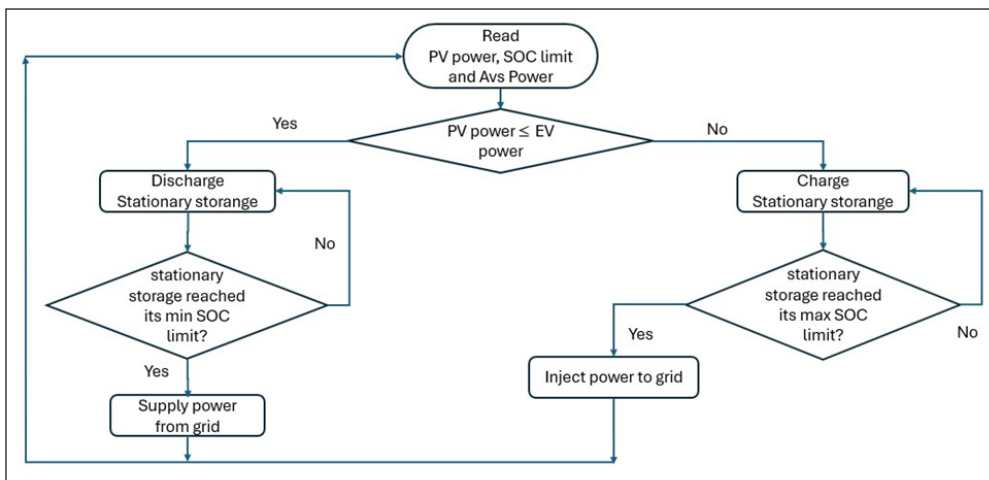 Read
PV power, SOC limit
and Avs Power
Yes
PV power ≤ EV
power
No
Discharge
Stationary storange
Charge
Stationary storange
No
stationary
storage reached
its min SOC
limit?
stationary
storage reached
its max SOC
limit?
Yes
No
Yes
Inject power to grid
Supply power
from grid